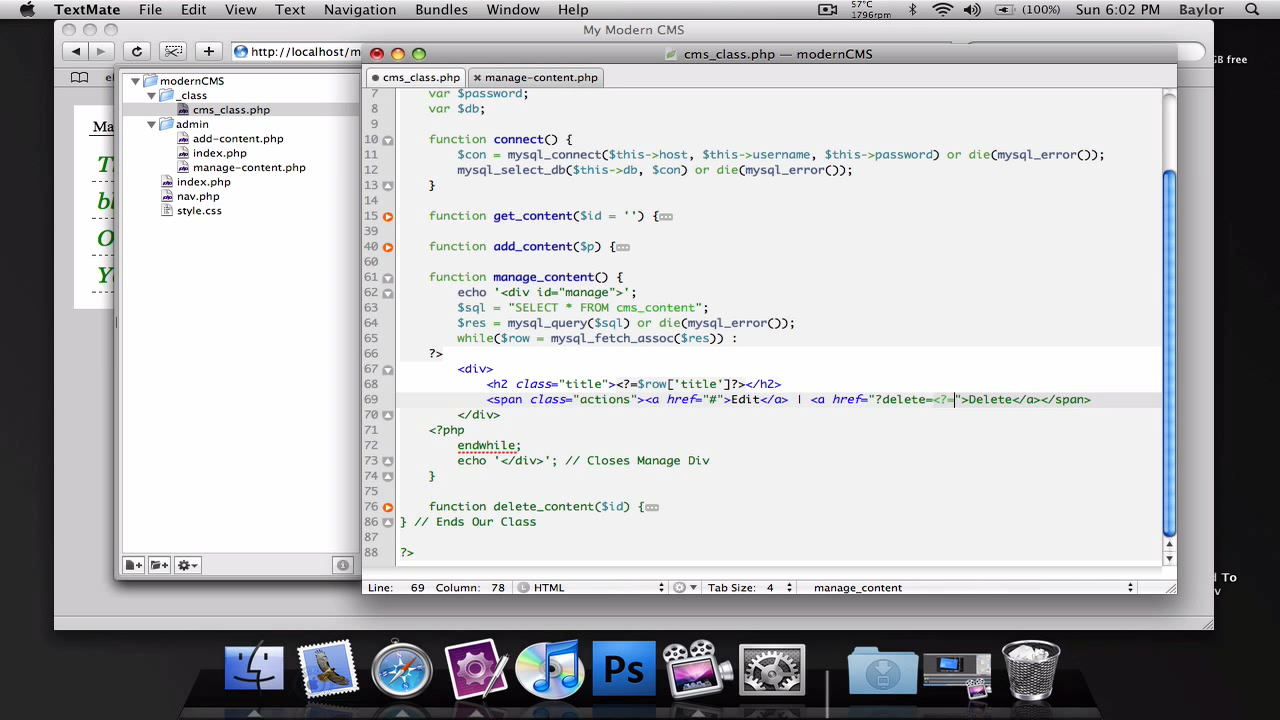 TextMate File Edit View Text Navigation Bundles Window Help 57°C 1796rpm (100%) Sun 6:02 PM Baylor
My Modern CMS
http://localhost/m
cms_class.php — modernCMS
GB free
cms_class.php
manage-content.php
modernCMS
_class
cms_class.php
admin
add-content.php
index.php
manage-content.php
index.php
nav.php
style.css
Ma
T
bl
O
Yo
7 var $password;
8 var $db;
9
10 function connect() {
11 $con = mysql_connect($this->host, $this->username, $this->password) or die(mysql_error());
12 mysql_select_db($this->db, $con) or die(mysql_error());
13 }
14
15 function get_content($id = '') {
39
40 function add_content($p) {
60
61 function manage_content() {
62 echo '<div id="manage">';
63 $sql = "SELECT * FROM cms_content";
64 $res = mysql_query($sql) or die(mysql_error());
65 while($row = mysql_fetch_assoc($res)) :
66 ?>
67 <div>
68 <h2 class="title"><?=$row['title']?></h2>
69 <span class="actions"><a href="#">Edit</a> | <a href="?delete=<?=">Delete</a></span>
70 </div>
71 <?php
72 endwhile;
73 echo '</div>'; // Closes Manage Div
74 }
75
76 function delete_content($id) {
86 } // Ends Our Class
87
88 ?>
Line: 69 Column: 78 HTML Tab Size: 4 manage_content
d To
Ps